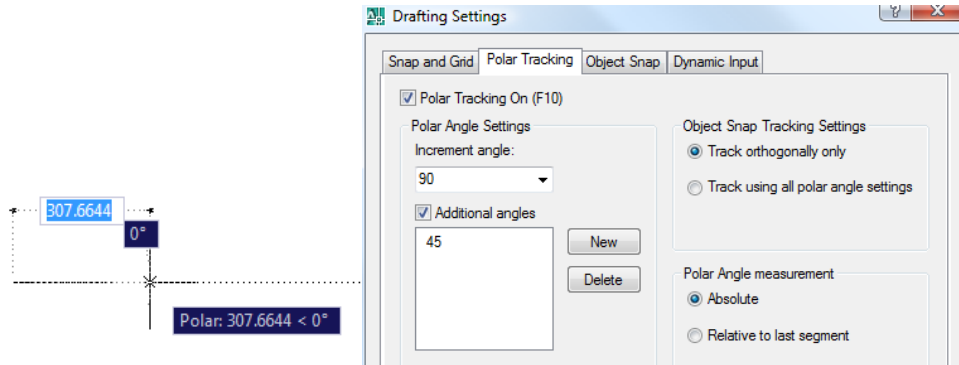 Drafting Settings
Snap and Grid Polar Tracking Object Snap Dynamic Input
Polar Tracking On (F10)
Polar Angle Settings
Increment angle:
90
Additional angles
45
New
Delete
Object Snap Tracking Settings
Track orthogonally only
Track using all polar angle settings
Polar Angle measurement
Absolute
Relative to last segment
307.6644
0°
Polar: 307.6644 < 0°